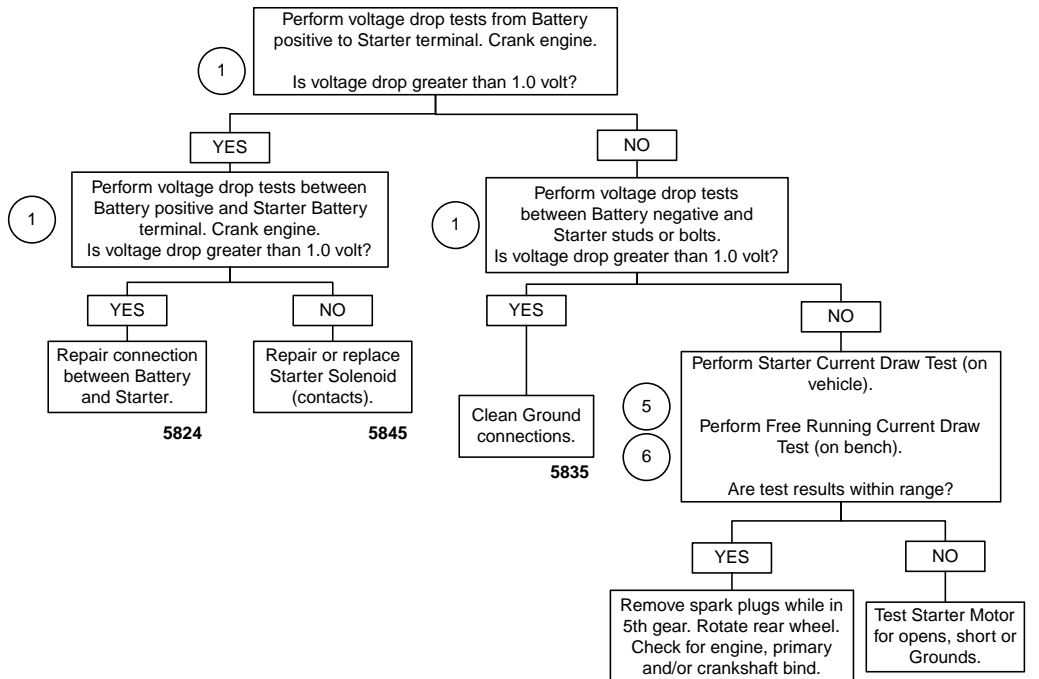 Perform voltage drop tests from Battery
positive to Starter terminal. Crank engine.
Is voltage drop greater than 1.0 volt?
1
YES
NO
Perform voltage drop tests between
Battery positive and Starter Battery
terminal. Crank engine.
Is voltage drop greater than 1.0 volt?
1
Perform voltage drop tests
between Battery negative and
Starter studs or bolts.
Is voltage drop greater than 1.0 volt?
1
YES
NO
YES
NO
Repair connection
between Battery
and Starter.
5824
Repair or replace
Starter Solenoid
(contacts).
5845
Clean Ground
connections.
5835
Perform Starter Current Draw Test (on
vehicle).
Perform Free Running Current Draw
Test (on bench).
Are test results within range?
5
6
YES
NO
Remove spark plugs while in
5th gear. Rotate rear wheel.
Check for engine, primary
and/or crankshaft bind.
Test Starter Motor
for opens, short or
Grounds.